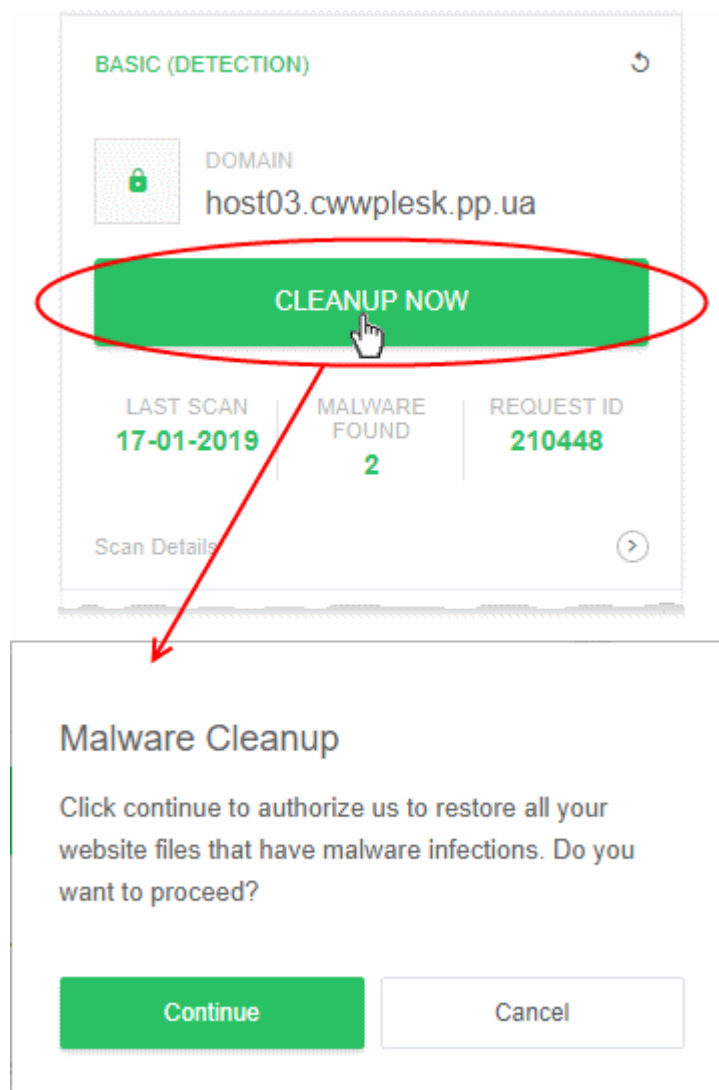 BASIC (DETECTION)
DOMAIN
host03.cwwplesk.pp.ua
CLEANUP NOW
LAST SCAN
17-01-2019
MALWARE
FOUND
2
REQUEST ID
210448
Scan Details
Malware Cleanup
Click continue to authorize us to restore all your
website files that have malware infections. Do you
want to proceed?
Continue
Cancel